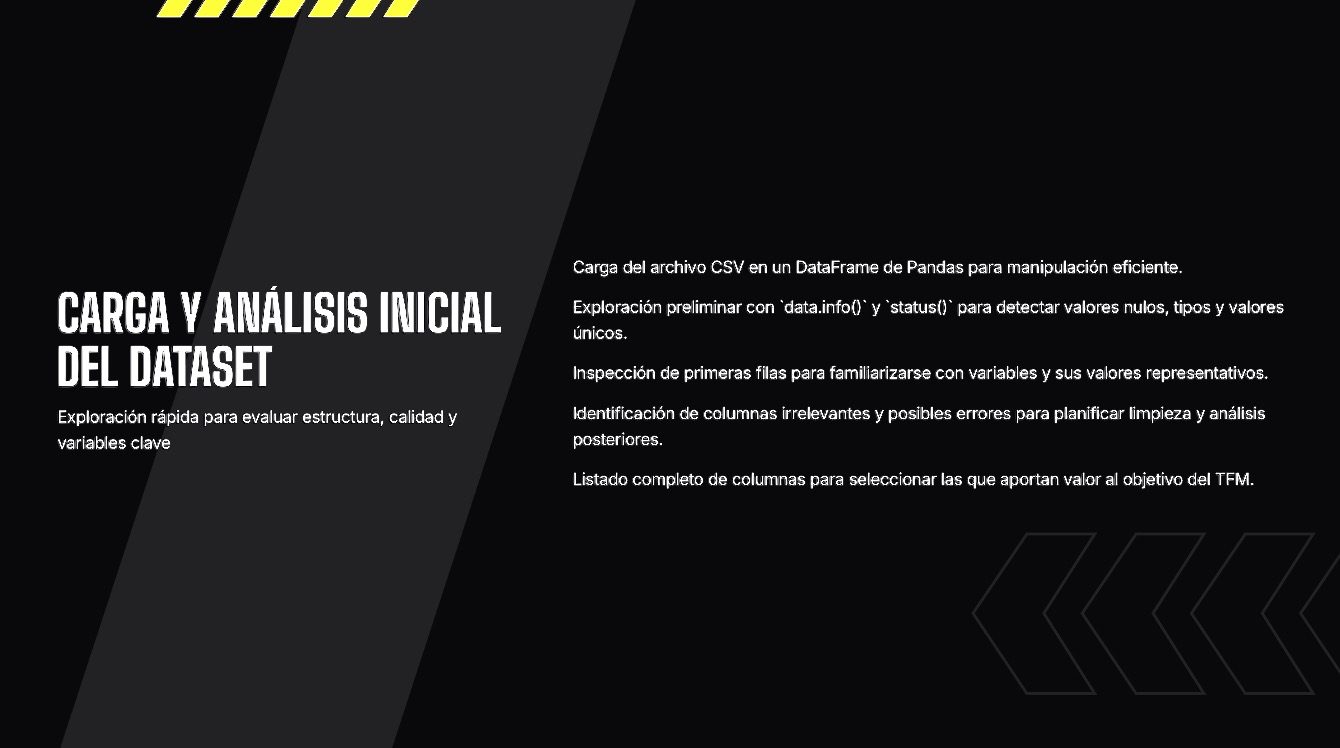 CARGA Y ANÁLISIS INICIAL
DEL DATASET
Exploración rápida para evaluar estructura, calidad y
variables clave
Carga del archivo CSV en un DataFrame de Pandas para manipulación eficiente.
Exploración preliminar con `data.info()` y `status()` para detectar valores nulos, tipos y valores
únicos.
Inspección de primeras filas para familiarizarse con variables y sus valores representativos.
Identificación de columnas irrelevantes y posibles errores para planificar limpieza y análisis
posteriores.
Listado completo de columnas para seleccionar las que aportan valor al objetivo del TFM.